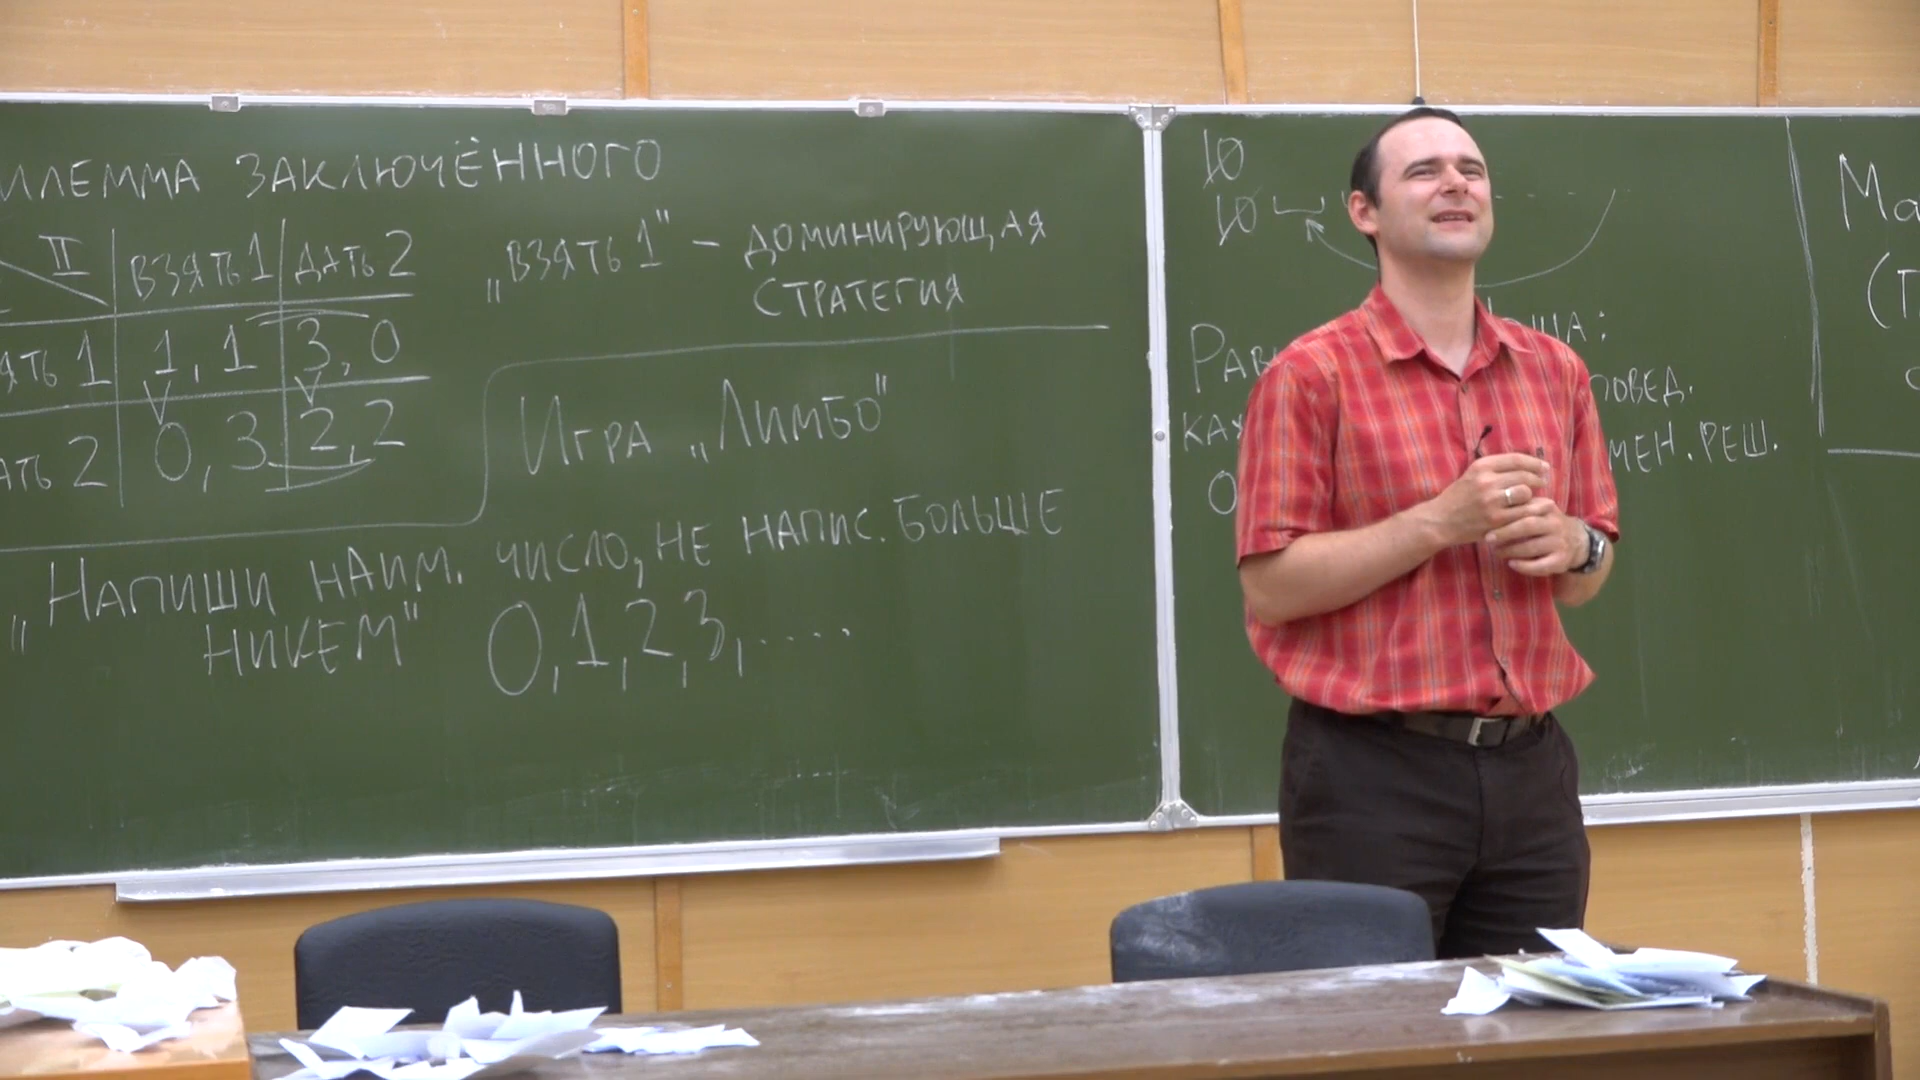 ИЛЕММА ЗАКЛЮЧЁННОГО
II ВЗЯТЬ 1 ДАТЬ 2
ЯТЬ 1 1,1 3,0
АТЬ 2 0,3 2,2
„ВЗЯТЬ 1" – ДОМИНИРУЮЩАЯ
СТРАТЕГИЯ
ИГРА „ЛИМБО"
„НАПИШИ НАИМ. ЧИСЛО, НЕ НАПИС. БОЛЬШЕ
НИКЕМ" 0,1,2,3,....
10
10
РАВ
ША:
КАЖ
ПОВЕД.
О
МЕН. РЕШ.
Ма